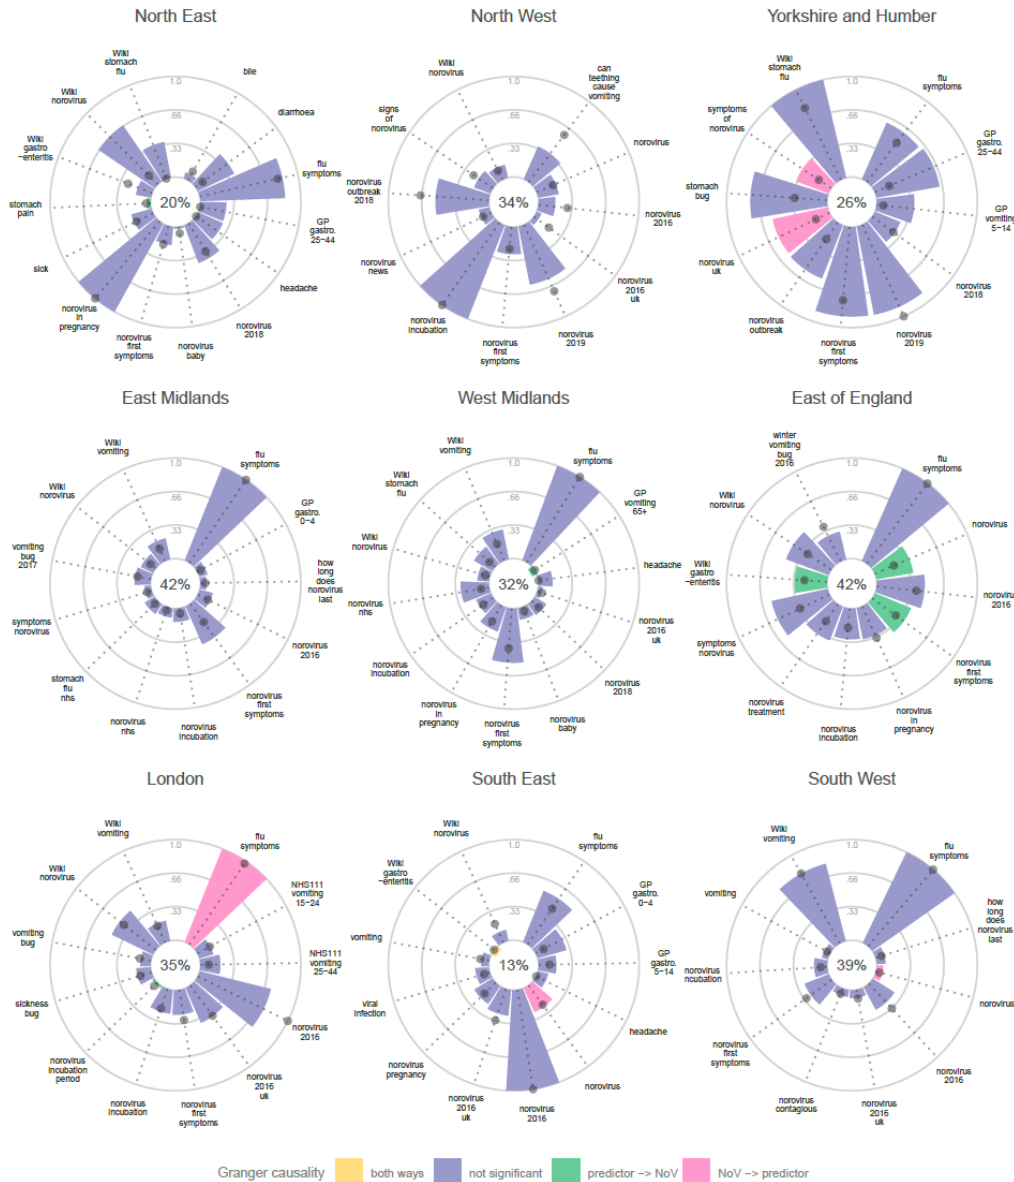 North East
North West
Yorkshire and Humber
Wiki
stomach
flu
bile
diarrhoea
flu
symptoms
GP
gastro.
25-44
headache
norovirus
2018
norovirus
baby
norovirus
first
symptoms
norovirus
in
pregnancy
sick
stomach
pain
Wiki
gastro
-enteritis
Wiki
norovirus
1.0
.66
.33
20%
Wiki
norovirus
can
teething
cause
vomiting
norovirus
norovirus
2016
norovirus
2016
uk
norovirus
2019
norovirus
first
symptoms
norovirus
incubation
norovirus
news
norovirus
outbreak
2018
signs
of
norovirus
1.0
.66
.33
34%
Wiki
stomach
flu
flu
symptoms
GP
gastro.
25-44
GP
vomiting
5-14
norovirus
2018
norovirus
2019
norovirus
first
symptoms
norovirus
outbreak
norovirus
uk
stomach
bug
symptoms
of
norovirus
1.0
.66
.33
26%
East Midlands
West Midlands
East of England
Wiki
vomiting
flu
symptoms
GP
gastro.
0-4
how
long
does
norovirus
last
norovirus
2016
norovirus
first
symptoms
norovirus
incubation
norovirus
nhs
stomach
flu
nhs
symptoms
norovirus
vomiting
bug
2017
Wiki
norovirus
1.0
.66
.33
42%
Wiki
vomiting
flu
symptoms
GP
vomiting
65+
headache
norovirus
2016
uk
norovirus
2018
norovirus
baby
norovirus
first
symptoms
norovirus
in
pregnancy
norovirus
incubation
norovirus
nhs
Wiki
norovirus
Wiki
stomach
flu
1.0
.66
.33
32%
winter
vomiting
bug
2016
flu
symptoms
norovirus
norovirus
2016
norovirus
first
symptoms
norovirus
in
pregnancy
norovirus
incubation
norovirus
treatment
symptoms
norovirus
Wiki
gastro
-enteritis
Wiki
norovirus
1.0
.66
.33
42%
London
South East
South West
Wiki
vomiting
flu
symptoms
NHS111
vomiting
15-24
NHS111
vomiting
25-44
norovirus
2016
norovirus
2016
uk
norovirus
first
symptoms
norovirus
incubation
norovirus
incubation
period
sickness
bug
vomiting
bug
Wiki
norovirus
1.0
.66
.33
35%
Wiki
norovirus
flu
symptoms
GP
gastro.
0-4
GP
gastro.
5-14
headache
norovirus
norovirus
2016
norovirus
2016
uk
norovirus
pregnancy
viral
infection
vomiting
Wiki
gastro
-enteritis
1.0
.66
.33
13%
Wiki
vomiting
flu
symptoms
how
long
does
norovirus
last
norovirus
norovirus
2016
norovirus
2016
uk
norovirus
contagious
norovirus
first
symptoms
norovirus
ncubation
vomiting
1.0
.66
.33
39%
Granger causality both ways not significant predictor -> NoV NoV -> predictor